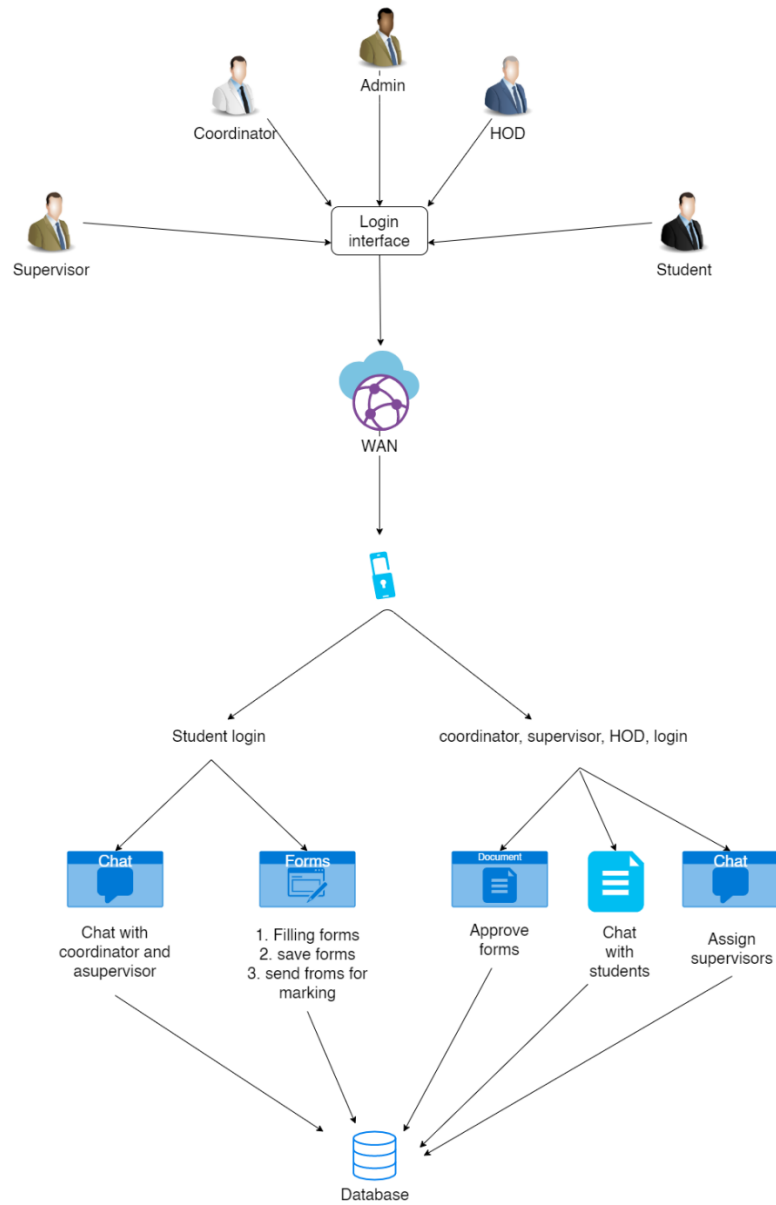 Admin
Coordinator
HOD
Login
interface
Supervisor
Student
WAN
Student login
coordinator, supervisor, HOD, login
Chat
Forms
Document
Chat
Chat with
coordinator and
asupervisor
1. Filling forms
2. save forms
3. send froms for
marking
Approve
forms
Chat
with
students
Assign
supervisors
Database